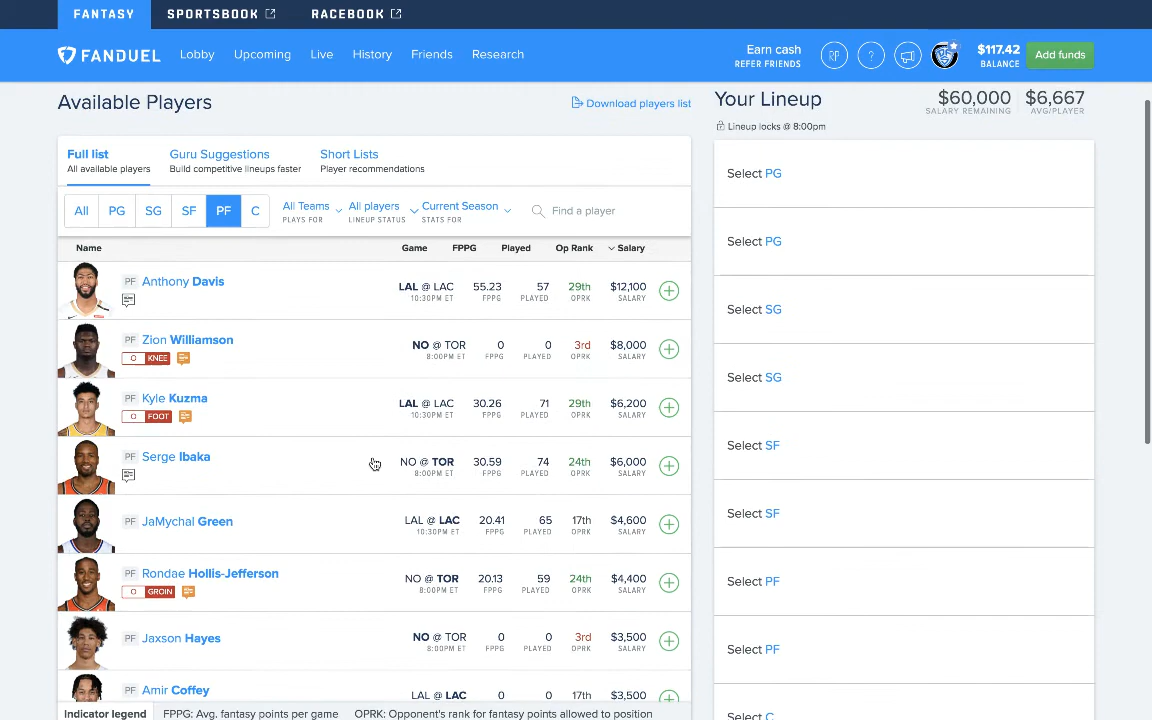 FANTASY SPORTSBOOK RACEBOOK
FANDUEL Lobby Upcoming Live History Friends Research
Earn cash
REFER FRIENDS
RP
?
$117.42
BALANCE
Add funds
Available Players
Download players list
Full list
All available players
Guru Suggestions
Build competitive lineups faster
Short Lists
Player recommendations
All PG SG SF PF C
All Teams
PLAYS FOR
All players
LINEUP STATUS
Current Season
STATS FOR
Find a player
Name Game FPPG Played Op Rank Salary
PF Anthony Davis
LAL @ LAC 55.23 57 29th $12,100
10:30PM ET FPPG PLAYED OPRK SALARY
PF Zion Williamson
O KNEE
NO @ TOR 0 0 3rd $8,000
8:00PM ET FPPG PLAYED OPRK SALARY
PF Kyle Kuzma
O FOOT
LAL @ LAC 30.26 71 29th $6,200
10:30PM ET FPPG PLAYED OPRK SALARY
PF Serge Ibaka
NO @ TOR 30.59 74 24th $6,000
8:00PM ET FPPG PLAYED OPRK SALARY
PF JaMychal Green
LAL @ LAC 20.41 65 17th $4,600
10:30PM ET FPPG PLAYED OPRK SALARY
PF Rondae Hollis-Jefferson
O GROIN
NO @ TOR 20.13 59 24th $4,400
8:00PM ET FPPG PLAYED OPRK SALARY
PF Jaxson Hayes
NO @ TOR 0 0 3rd $3,500
8:00PM ET FPPG PLAYED OPRK SALARY
PF Amir Coffey
LAL @ LAC 0 0 17th $3,500
Indicator legend FPPG: Avg. fantasy points per game OPRK: Opponent's rank for fantasy points allowed to position
Your Lineup
Lineup locks @ 8:00pm
$60,000
SALARY REMAINING
$6,667
AVG/PLAYER
Select PG
Select PG
Select SG
Select SG
Select SF
Select SF
Select PF
Select PF
Select C